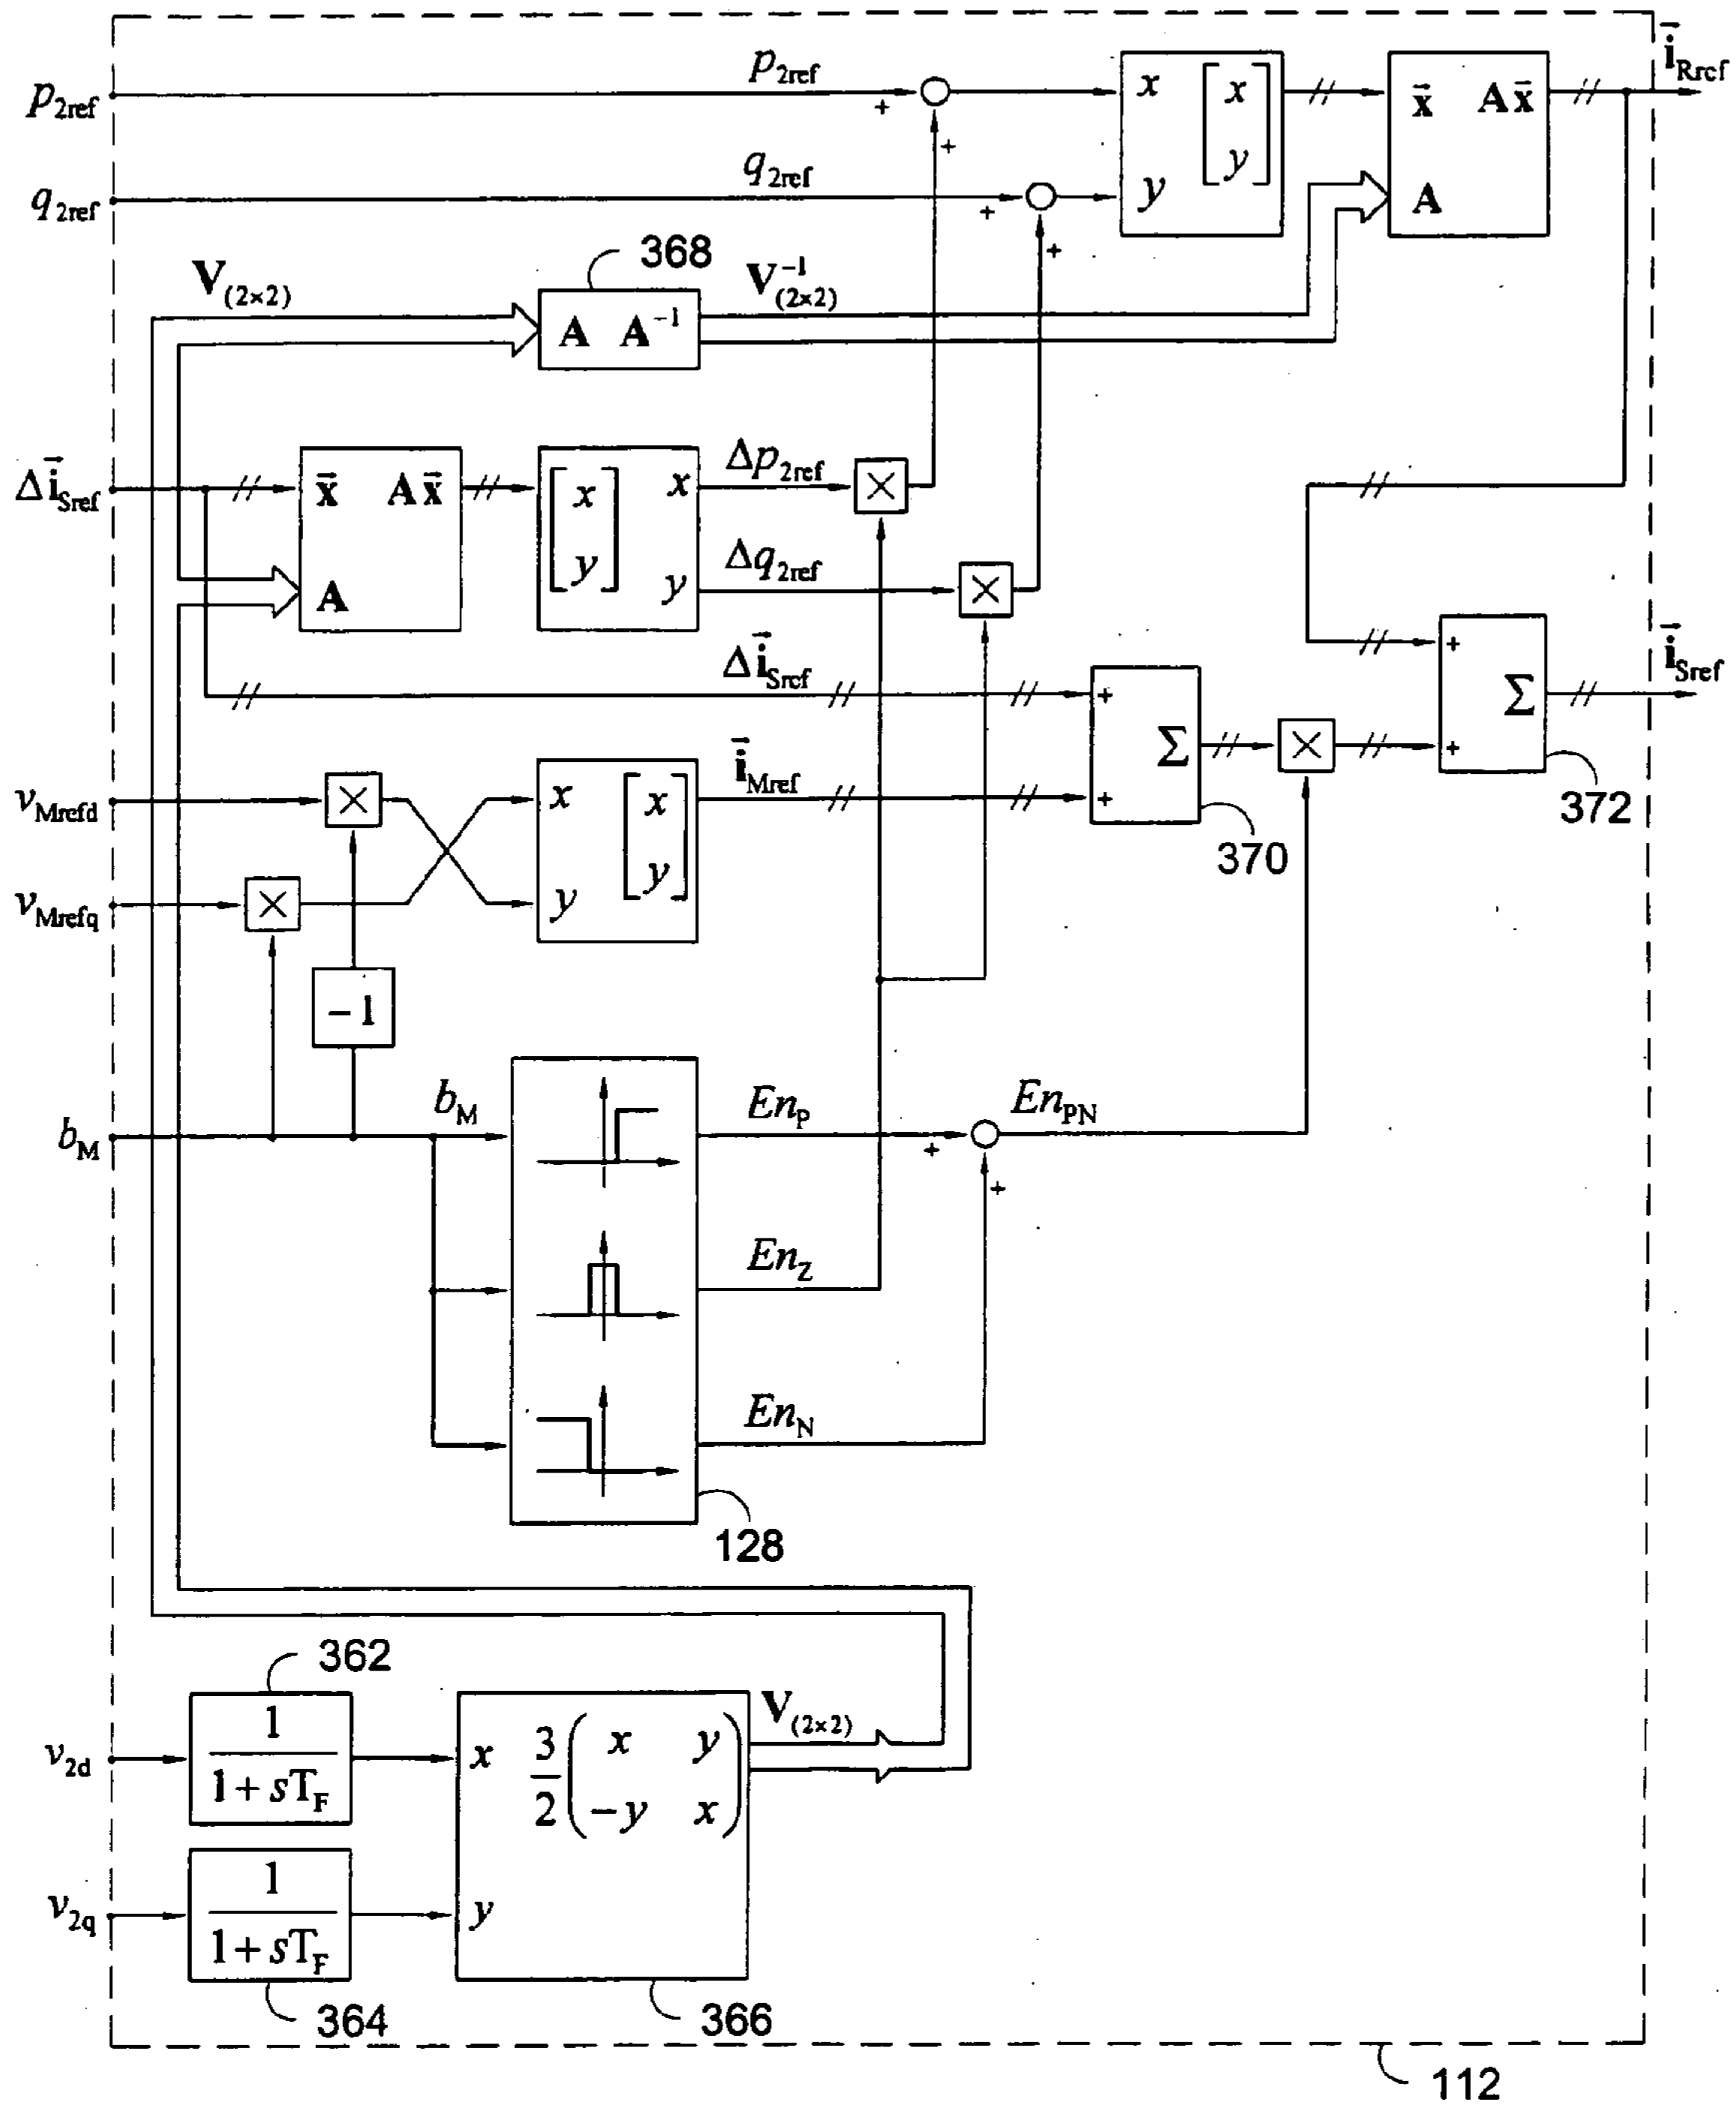 p2ref p2ref + + x y [x y] x⃗ Ax⃗ A i⃗Rref
q2ref q2ref + +
V(2×2) 368 A A⁻¹ V⁻¹(2×2)
Δi⃗Sref x⃗ Ax⃗ A [x y] x y Δp2ref × Δq2ref ×
Δi⃗Sref + + Σ × + + Σ i⃗Sref
370 372
vMrefd × x y [x y] i⃗Mref
vMrefq ×
−1
bM bM EnP + + EnPN
EnZ
EnN
128
362
v2d 1 / 1+sTF x 3/2 ( x y −y x ) V(2×2)
v2q 1 / 1+sTF y
364 366
112